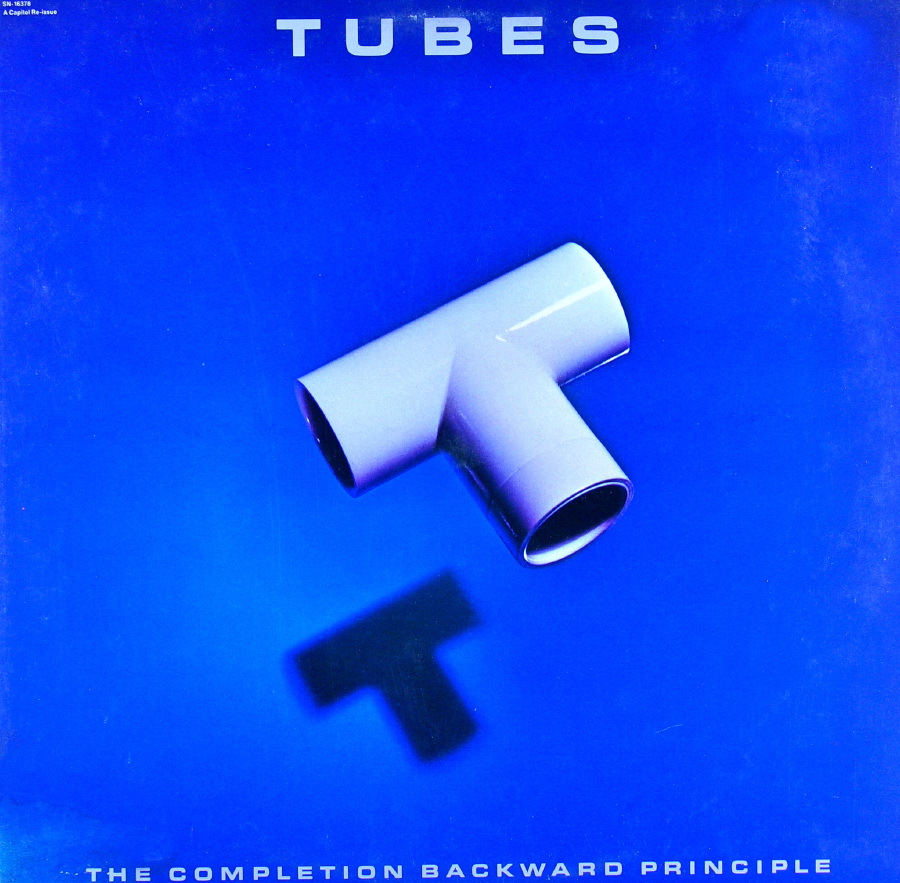 SN-16378
A Capitol Re-issue
TUBES
THE COMPLETION BACKWARD PRINCIPLE